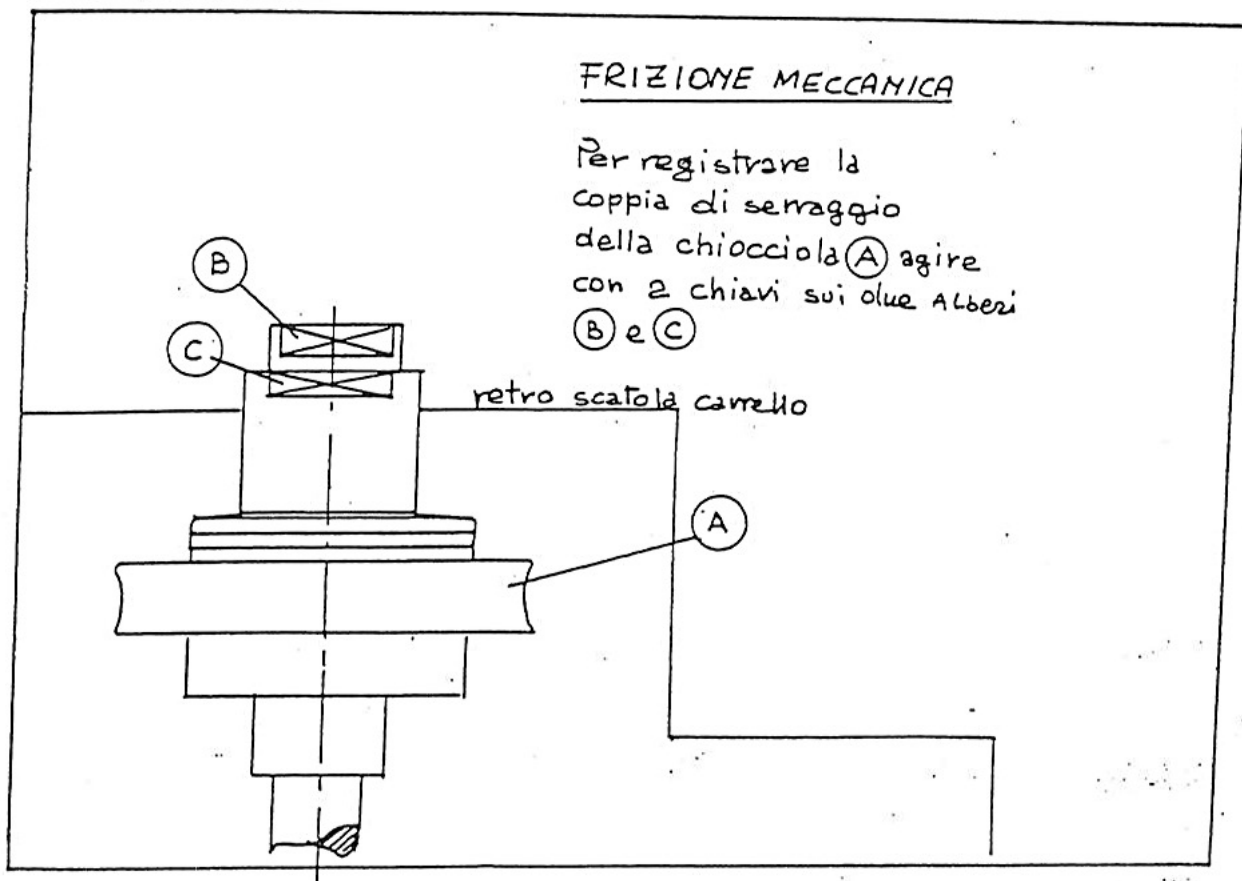 FRIZIONE MECCANICA
Per registrare la
coppia di serraggio
della chiocciola A agire
con 2 chiavi sui due Alberi
B e C
B
C
retro scatola carrello
A